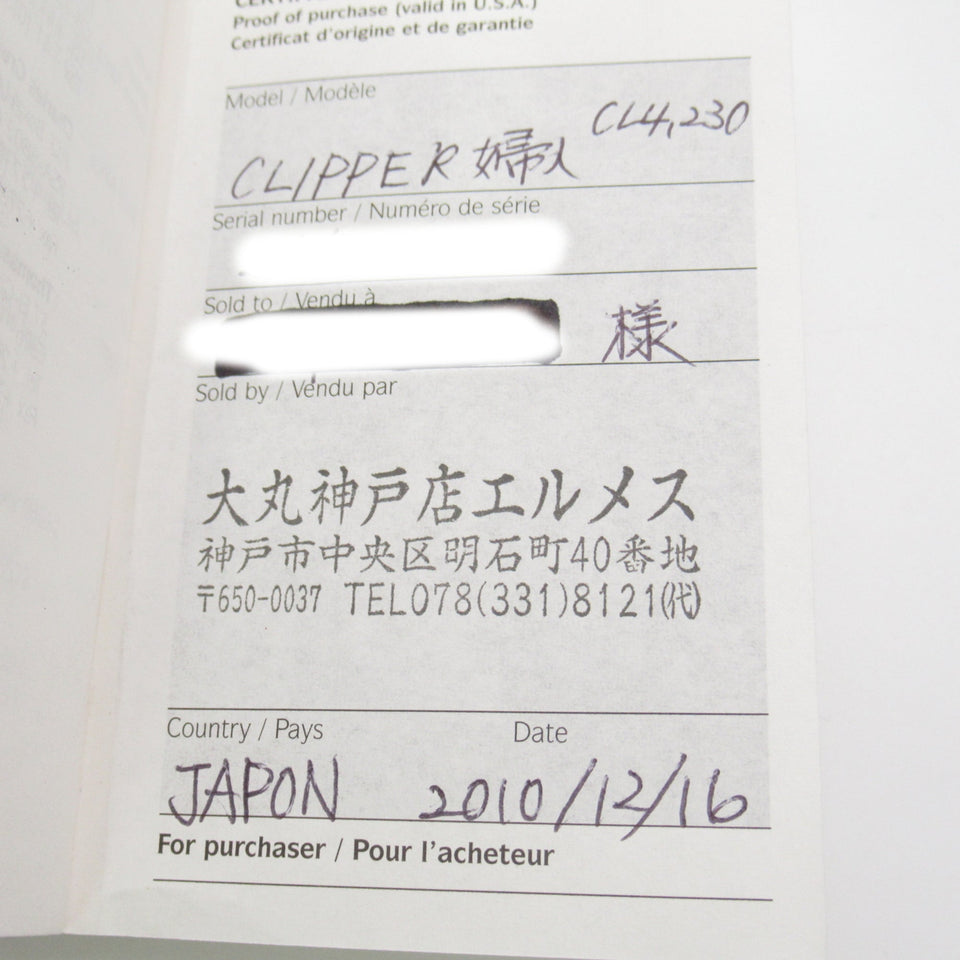 Proof of purchase (valid in U.S.A.)
Certificat d'origine et de garantie
Model / Modèle
CL4,230
CLIPPER 婦人
Serial number / Numéro de série
Sold to / Vendu à
様
Sold by / Vendu par
大丸神戸店エルメス
神戸市中央区明石町40番地
〒650-0037 TEL078(331)8121(代)
Country / Pays Date
JAPON 2010/12/16
For purchaser / Pour l'acheteur